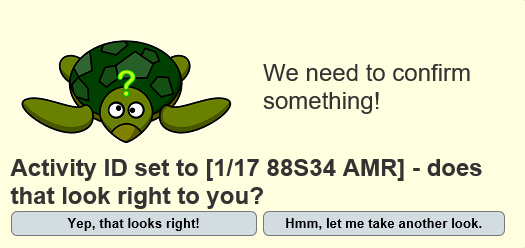 ?
We need to confirm
something!
Activity ID set to [1/17 88S34 AMR] - does
that look right to you?
Yep, that looks right!
Hmm, let me take another look.